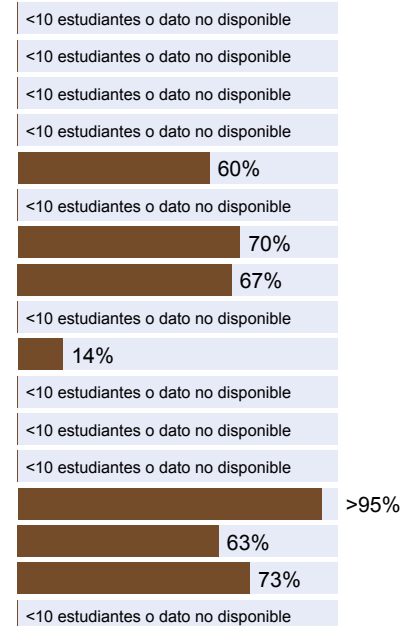 <10 estudiantes o dato no disponible
<10 estudiantes o dato no disponible
<10 estudiantes o dato no disponible
<10 estudiantes o dato no disponible
60%
<10 estudiantes o dato no disponible
70%
67%
<10 estudiantes o dato no disponible
14%
<10 estudiantes o dato no disponible
<10 estudiantes o dato no disponible
<10 estudiantes o dato no disponible
>95%
63%
73%
<10 estudiantes o dato no disponible